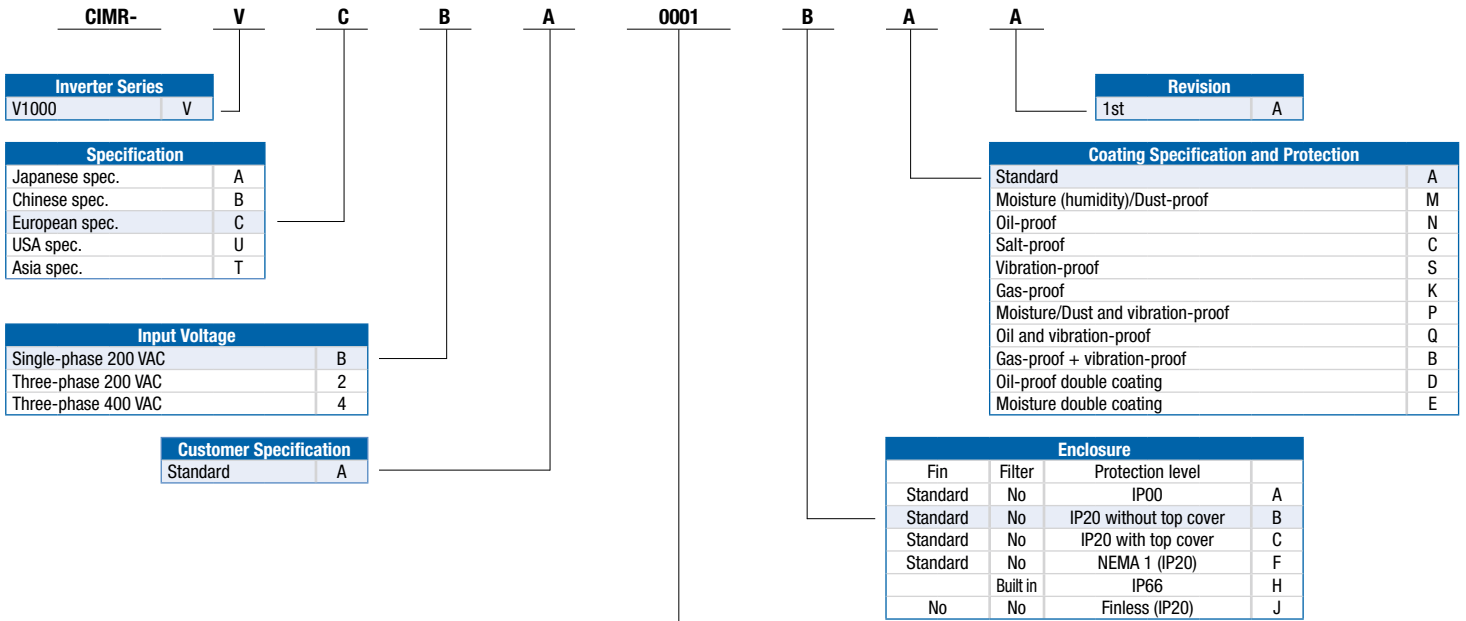 CIMR- V C B A 0001 B A A
Inverter Series
V1000 V
Revision
1st A
Specification
Japanese spec. A
Chinese spec. B
European spec. C
USA spec. U
Asia spec. T
Coating Specification and Protection
Standard A
Moisture (humidity)/Dust-proof M
Oil-proof N
Salt-proof C
Vibration-proof S
Gas-proof K
Moisture/Dust and vibration-proof P
Oil and vibration-proof Q
Gas-proof + vibration-proof B
Oil-proof double coating D
Moisture double coating E
Input Voltage
Single-phase 200 VAC B
Three-phase 200 VAC 2
Three-phase 400 VAC 4
Customer Specification
Standard A
Enclosure
Fin Filter Protection level
Standard No IP00 A
Standard No IP20 without top cover B
Standard No IP20 with top cover C
Standard No NEMA 1 (IP20) F
Built in IP66 H
No No Finless (IP20) J